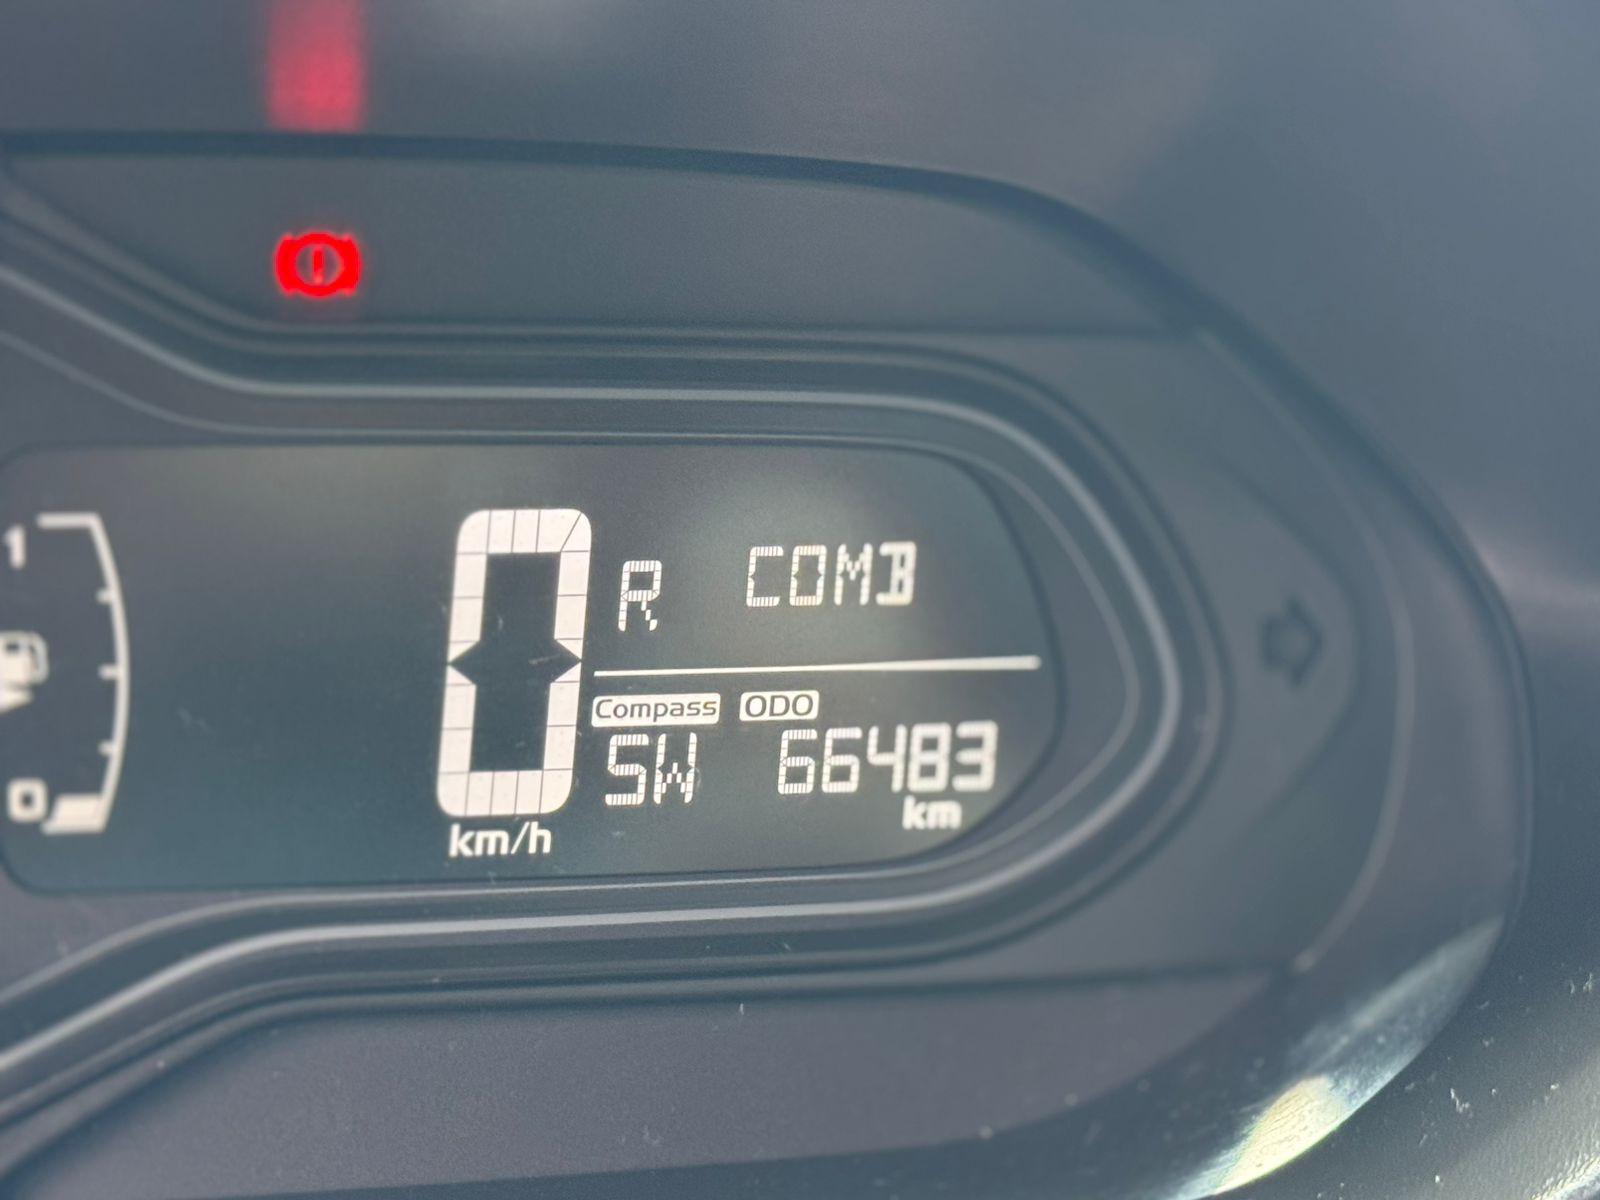 1
R COMB
Compass ODO
0
SW 66483
0
km
km/h